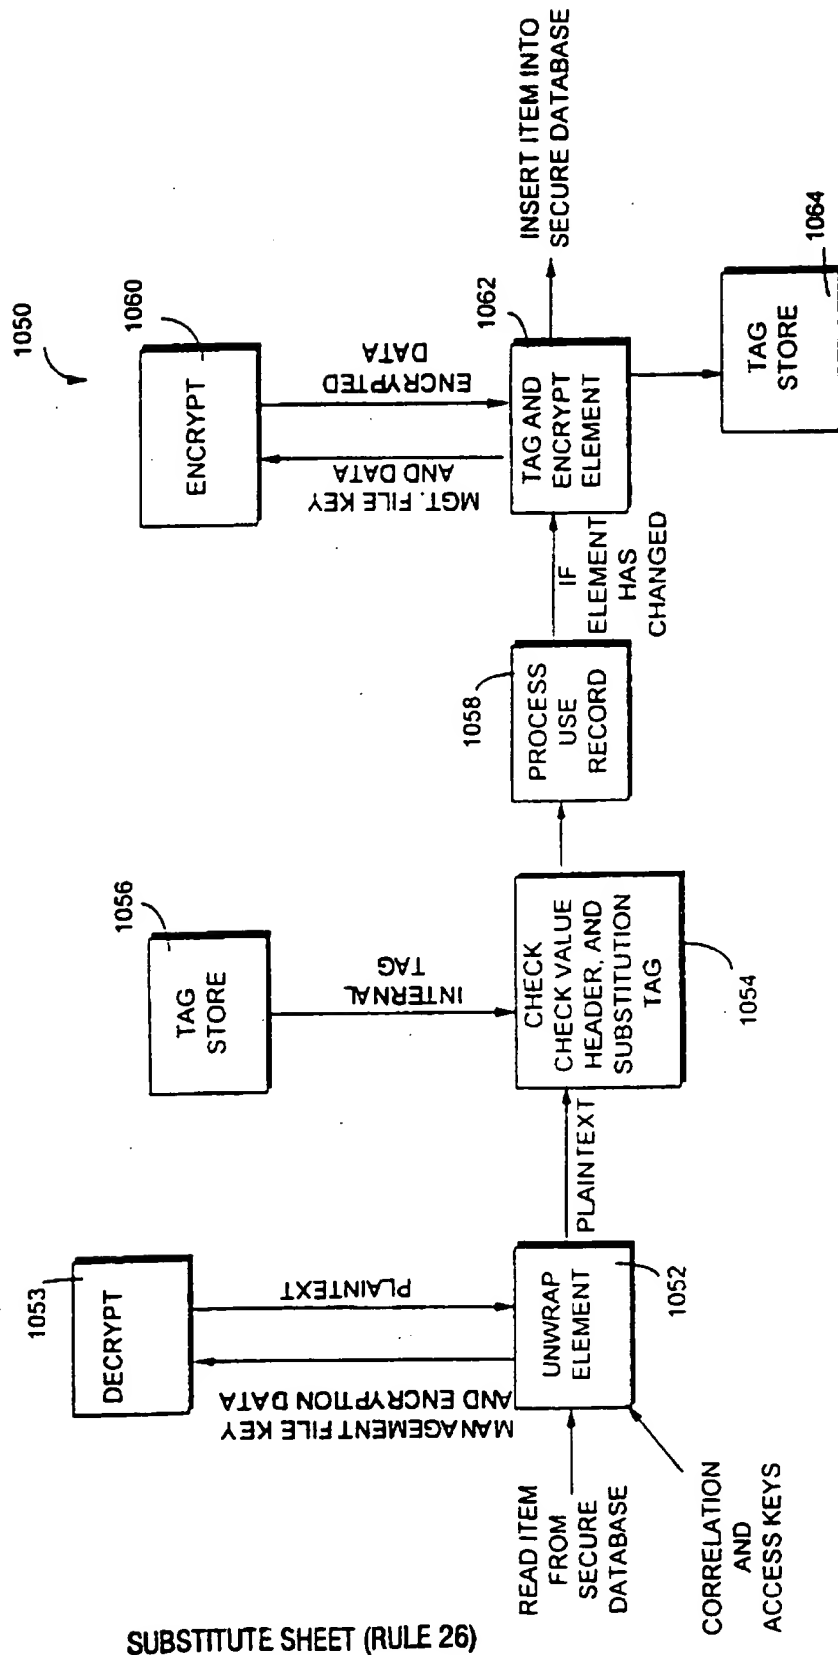 1050
1053
DECRYPT
MANAGEMENT FILE KEY
AND ENCRYPTION DATA
PLAINTEXT
READ ITEM
FROM
SECURE
DATABASE
CORRELATION
AND
ACCESS KEYS
UNWRAP
ELEMENT
1052
PLAINTEXT
1056
TAG
STORE
INTERNAL
TAG
CHECK
CHECK VALUE
HEADER, AND
SUBSTITUTION
TAG
1054
1058
PROCESS
USE
RECORD
IF
ELEMENT
HAS
CHANGED
1060
ENCRYPT
MGT. FILE KEY
AND DATA
ENCRYPTED
DATA
1062
TAG AND
ENCRYPT
ELEMENT
INSERT ITEM INTO
SECURE DATABASE
TAG
STORE
1064
SUBSTITUTE SHEET (RULE 26)